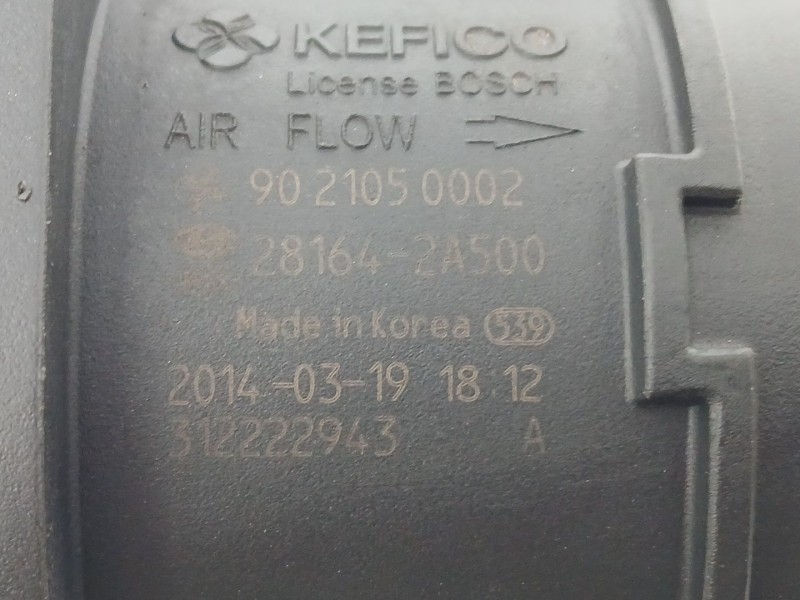 KEFICO
License BOSCH
AIR FLOW
90 2105 0002
28164-2A500
Made in Korea 539
2014-03-19 18:12
312222943 A